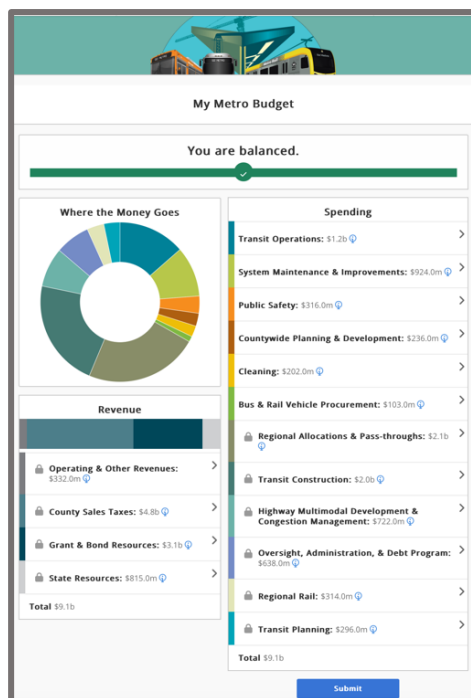 My Metro Budget
You are balanced.
Where the Money Goes
Revenue
Operating & Other Revenues:
$332.0m
County Sales Taxes: $4.8b
Grant & Bond Resources: $3.1b
State Resources: $815.0m
Total $9.1b
Spending
Transit Operations: $1.2b
System Maintenance & Improvements: $924.0m
Public Safety: $316.0m
Countywide Planning & Development: $236.0m
Cleaning: $202.0m
Bus & Rail Vehicle Procurement: $103.0m
Regional Allocations & Pass-throughs: $2.1b
Transit Construction: $2.0b
Highway Multimodal Development &
Congestion Management: $722.0m
Oversight, Administration, & Debt Program:
$638.0m
Regional Rail: $314.0m
Transit Planning: $296.0m
Total $9.1b
Submit